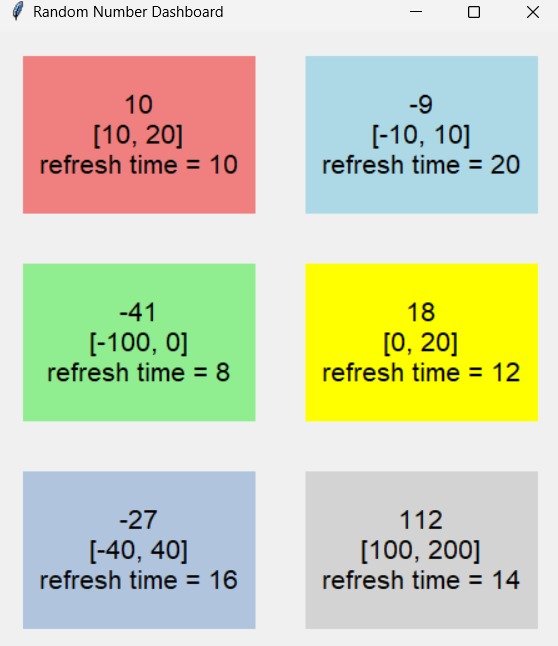 Random Number Dashboard
10
[10, 20]
refresh time = 10
-9
[-10, 10]
refresh time = 20
-41
[-100, 0]
refresh time = 8
18
[0, 20]
refresh time = 12
-27
[-40, 40]
refresh time = 16
112
[100, 200]
refresh time = 14